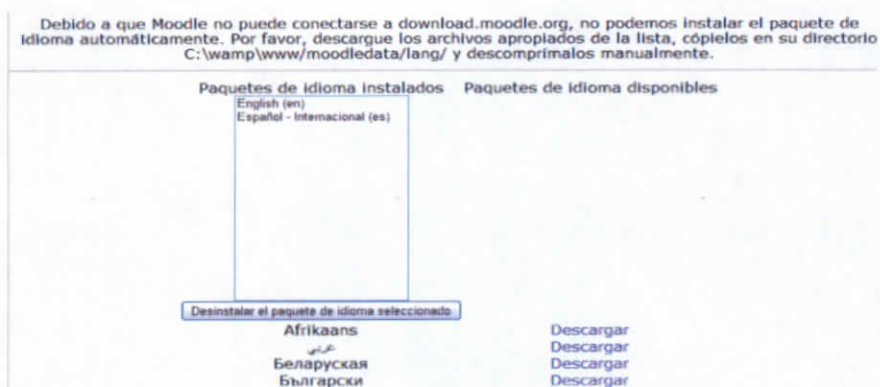 Debido a que Moodle no puede conectarse a download.moodle.org, no podemos instalar el paquete de
idioma automáticamente. Por favor, descargue los archivos apropiados de la lista, cópielos en su directorio
C:\wamp\www/moodledata/lang/ y descomprímalos manualmente.
Paquetes de idioma instalados Paquetes de idioma disponibles
English (en)
Español - Internacional (es)
Desinstalar el paquete de idioma seleccionado
Afrikaans Descargar
عربي Descargar
Беларуская Descargar
Български Descargar